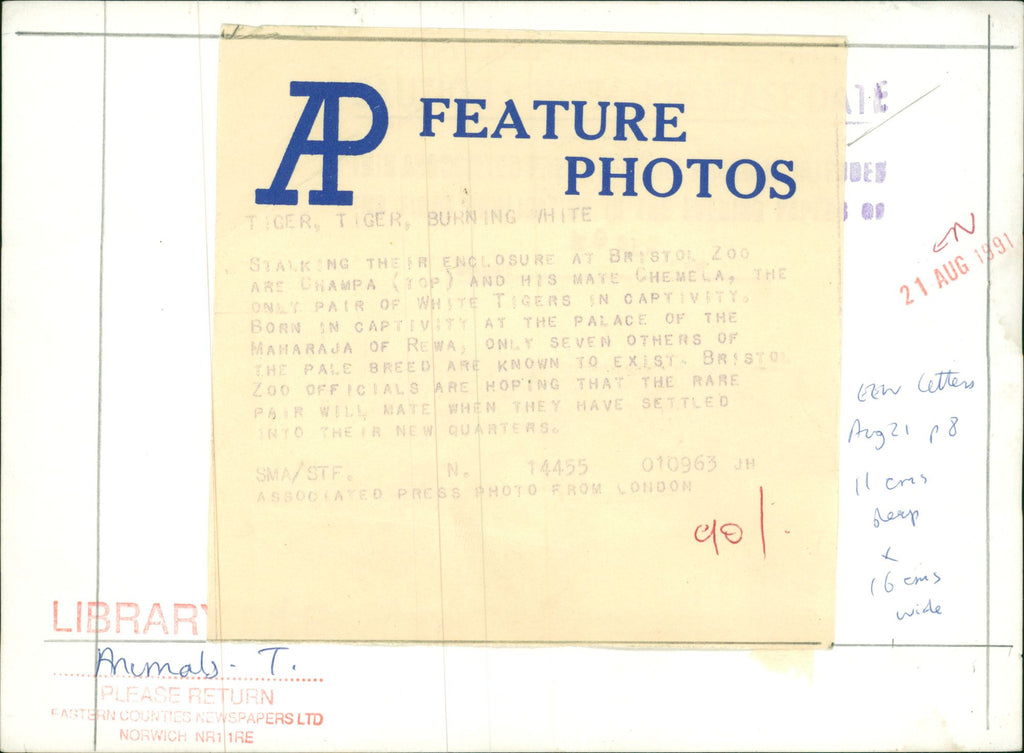 AP FEATURE
PHOTOS
TIGER, TIGER, BURNING WHITE
STALKING THEIR ENCLOSURE AT BRISTOL ZOO
ARE CHAMPA (TOP) AND HIS MATE CHEMELA, THE
ONLY PAIR OF WHITE TIGERS IN CAPTIVITY.
BORN IN CAPTIVITY AT THE PALACE OF THE
MAHARAJA OF REWA, ONLY SEVEN OTHERS OF
THE PALE BREED ARE KNOWN TO EXIST. BRISTOL
ZOO OFFICIALS ARE HOPING THAT THE RARE
PAIR WILL MATE WHEN THEY HAVE SETTLED
INTO THEIR NEW QUARTERS.
SMA/STF. N. 14455 010963 JH
ASSOCIATED PRESS PHOTO FROM LONDON
90/.
ATE
EN
21 AUG 1991
EEN Letters
Aug 21 p 8
11 cms
deep
x
16 cms
wide
LIBRARY
Animals - T.
PLEASE RETURN
EASTERN COUNTIES NEWSPAPERS LTD
NORWICH NR1 1RE